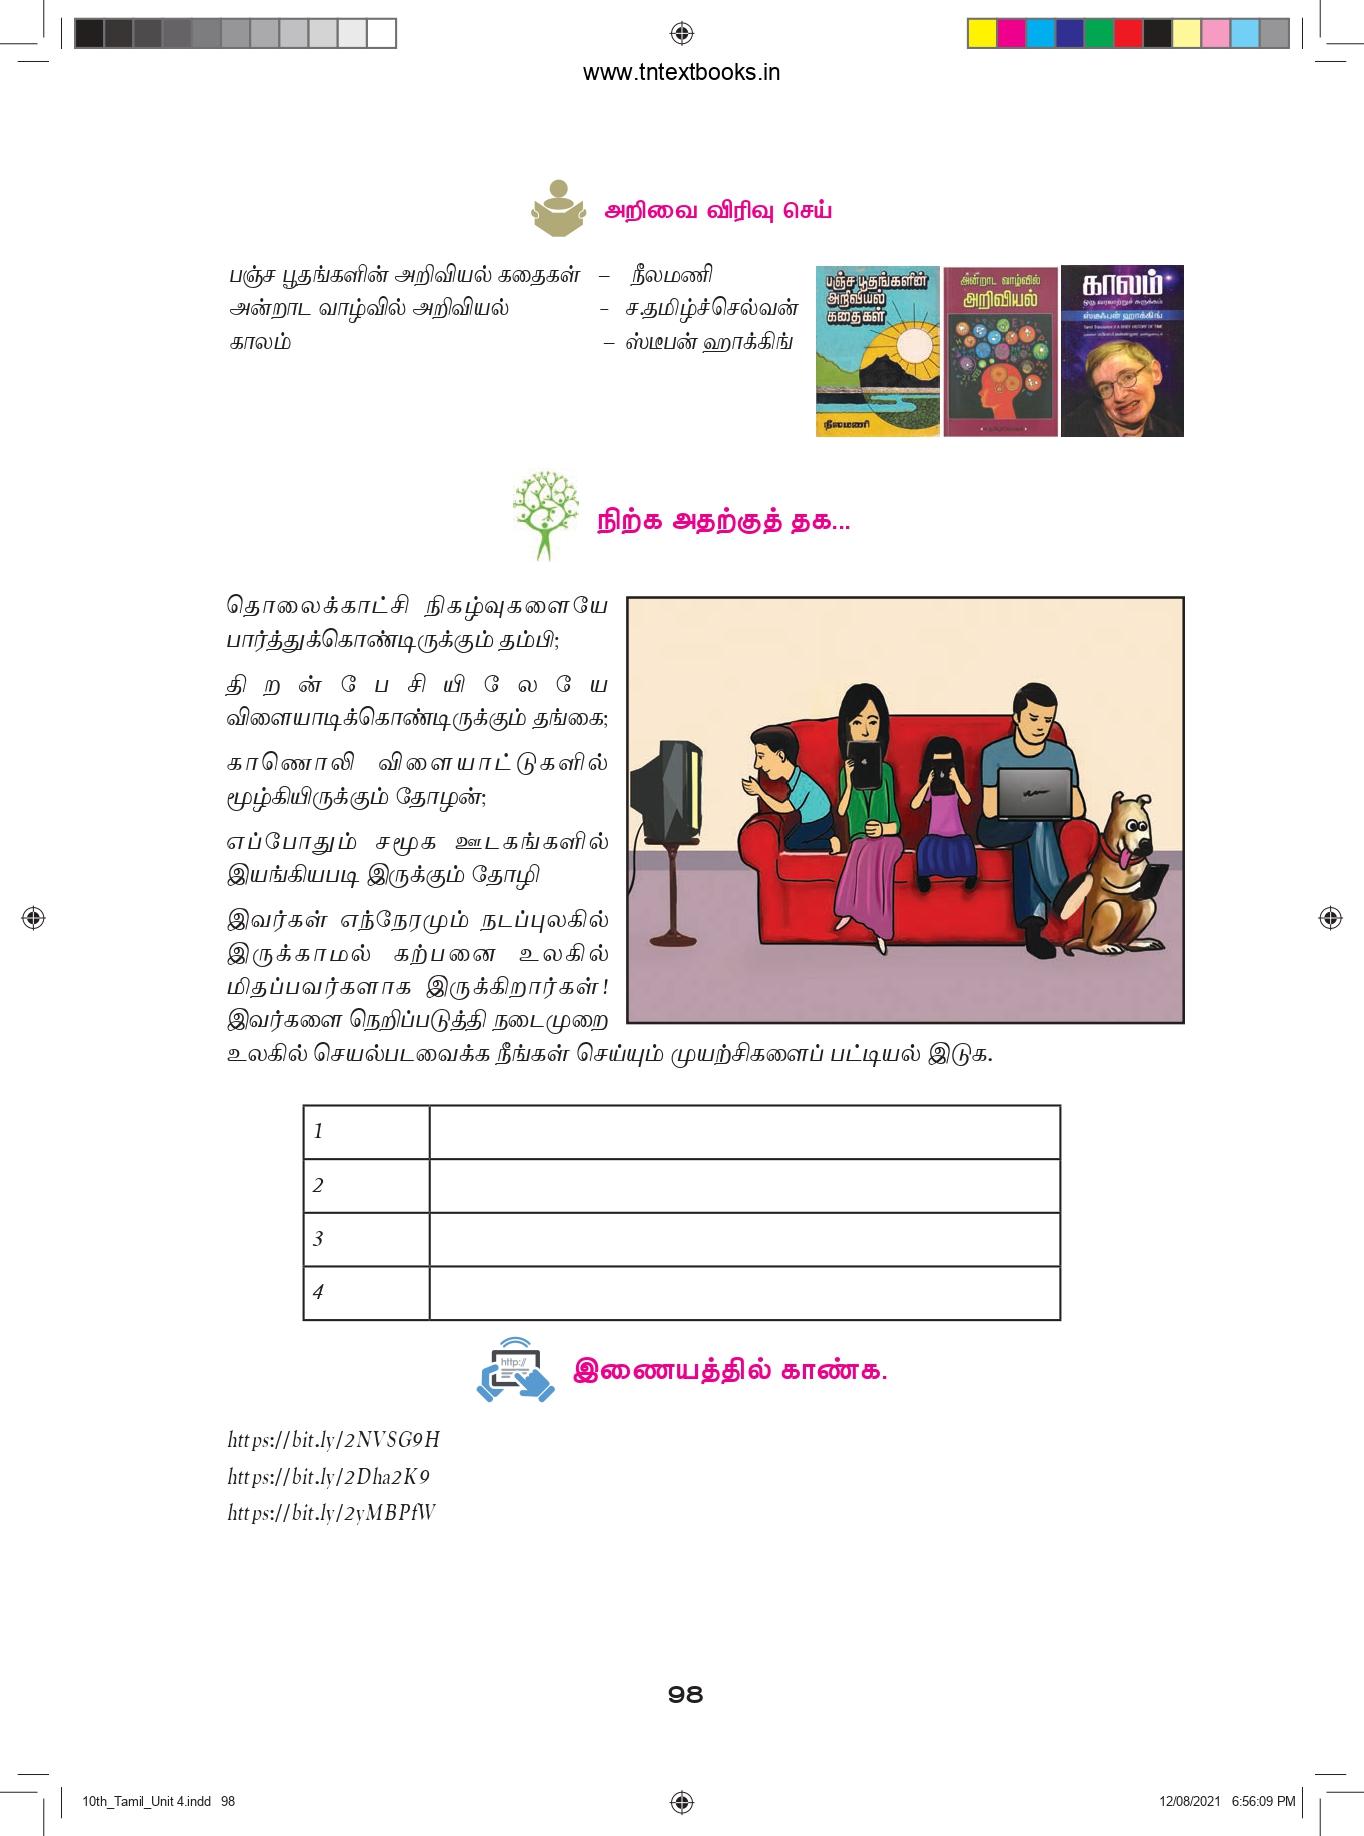 www.tntextbooks.in
அறிவை விரிவு செய்
பஞ்ச பூதங்களின் அறிவியல் கதைகள் – நீலமணி
அன்றாட வாழ்வில் அறிவியல் - ச.தமிழ்ச்செல்வன்
காலம் – ஸ்டீபன் ஹாக்கிங்
பஞ்ச பூதங்களின்
அறிவியல்
கதைகள்
நீலமணி
அன்றாட வாழ்வில்
அறிவியல்
காலம்
ஒரு வரலாற்றுச் சுருக்கம்
ஸ்டீஃபன் ஹாக்கிங்
நிற்க அதற்குத் தக...
தொலைக்காட்சி நிகழ்வுகளையே
பார்த்துக்கொண்டிருக்கும் தம்பி;
திறன்பேசியிலேயே
விளையாடிக்கொண்டிருக்கும் தங்கை;
காணொலி விளையாட்டுகளில்
மூழ்கியிருக்கும் தோழன்;
எப்போதும் சமூக ஊடகங்களில்
இயங்கியபடி இருக்கும் தோழி
இவர்கள் எந்நேரமும் நடப்புலகில்
இருக்காமல் கற்பனை உலகில்
மிதப்பவர்களாக இருக்கிறார்கள்!
இவர்களை நெறிப்படுத்தி நடைமுறை
உலகில் செயல்படவைக்க நீங்கள் செய்யும் முயற்சிகளைப் பட்டியல் இடுக.
1
2
3
4
http://
இணையத்தில் காண்க.
https://bit.ly/2NVSG9H
https://bit.ly/2Dha2K9
https://bit.ly/2yMBPfW
98
10th_Tamil_Unit 4.indd 98
12/08/2021 6:56:09 PM